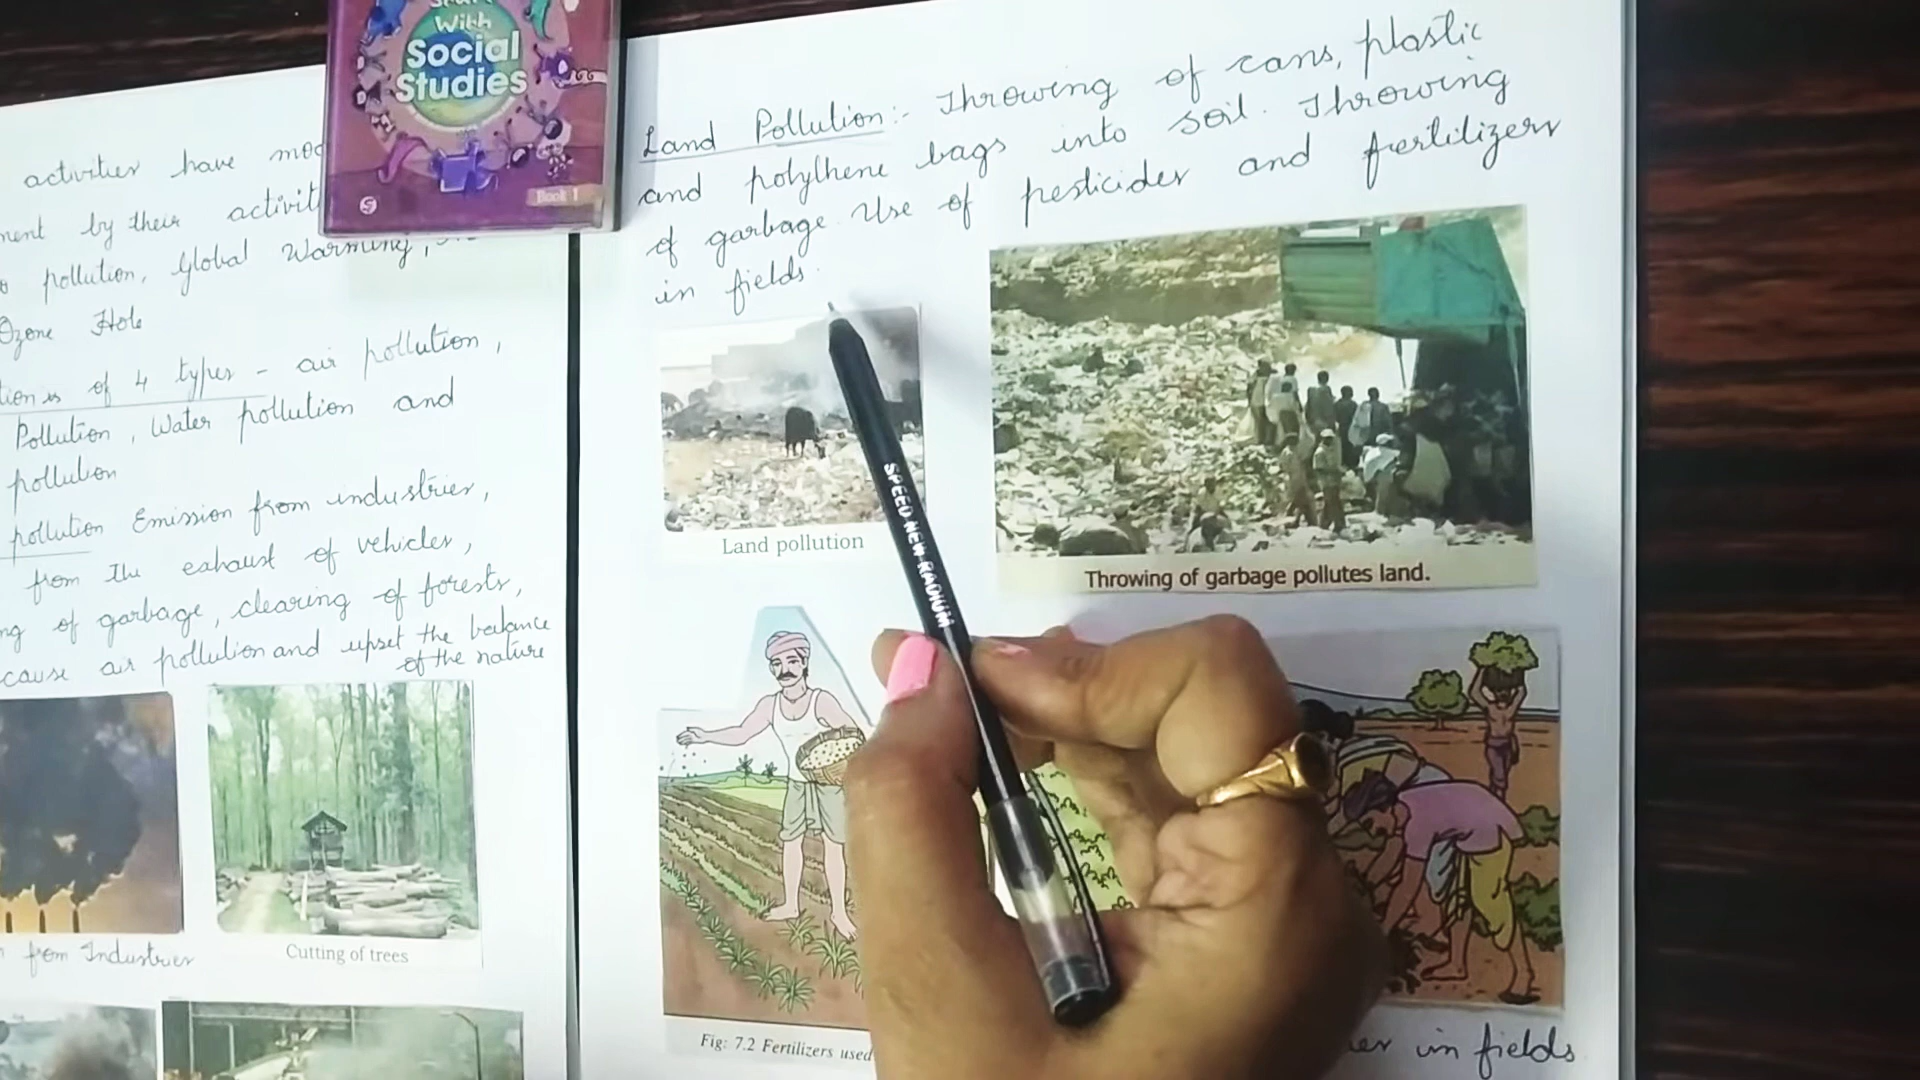 With
Social
Studies
Book 1
activities have
ment by their
pollution, Global Warming,
Ozone Hole
of 4 types - air pollution,
Pollution, Water pollution and
pollution
pollution Emission from industries,
from the exhaust of vehicles,
of garbage, clearing of forests,
cause air pollution and upset the balance
of the nature
from Industries
Cutting of trees
Land Pollution:- Throwing of cans, plastic
and polythene bags into soil. Throwing
of garbage. Use of pesticides and fertilizers
in fields.
Land pollution
Throwing of garbage pollutes land.
SPEED NEW RADIUM
Fig: 7.2 Fertilizers used
in fields